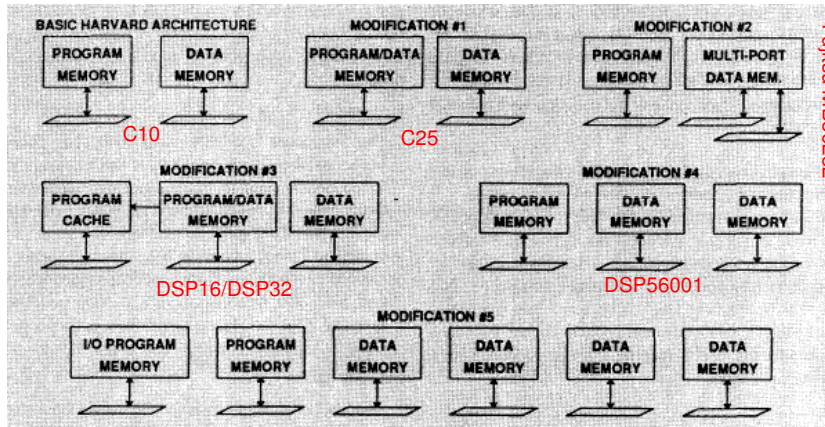 BASIC HARVARD ARCHITECTURE
PROGRAM
MEMORY
DATA
MEMORY
C10
MODIFICATION #1
PROGRAM/DATA
MEMORY
DATA
MEMORY
C25
MODIFICATION #2
PROGRAM
MEMORY
MULTI-PORT
DATA MEM.
MODIFICATION #3
PROGRAM
CACHE
PROGRAM/DATA
MEMORY
DATA
MEMORY
DSP16/DSP32
MODIFICATION #4
PROGRAM
MEMORY
DATA
MEMORY
DATA
MEMORY
DSP56001
MODIFICATION #5
I/O PROGRAM
MEMORY
PROGRAM
MEMORY
DATA
MEMORY
DATA
MEMORY
DATA
MEMORY
DATA
MEMORY